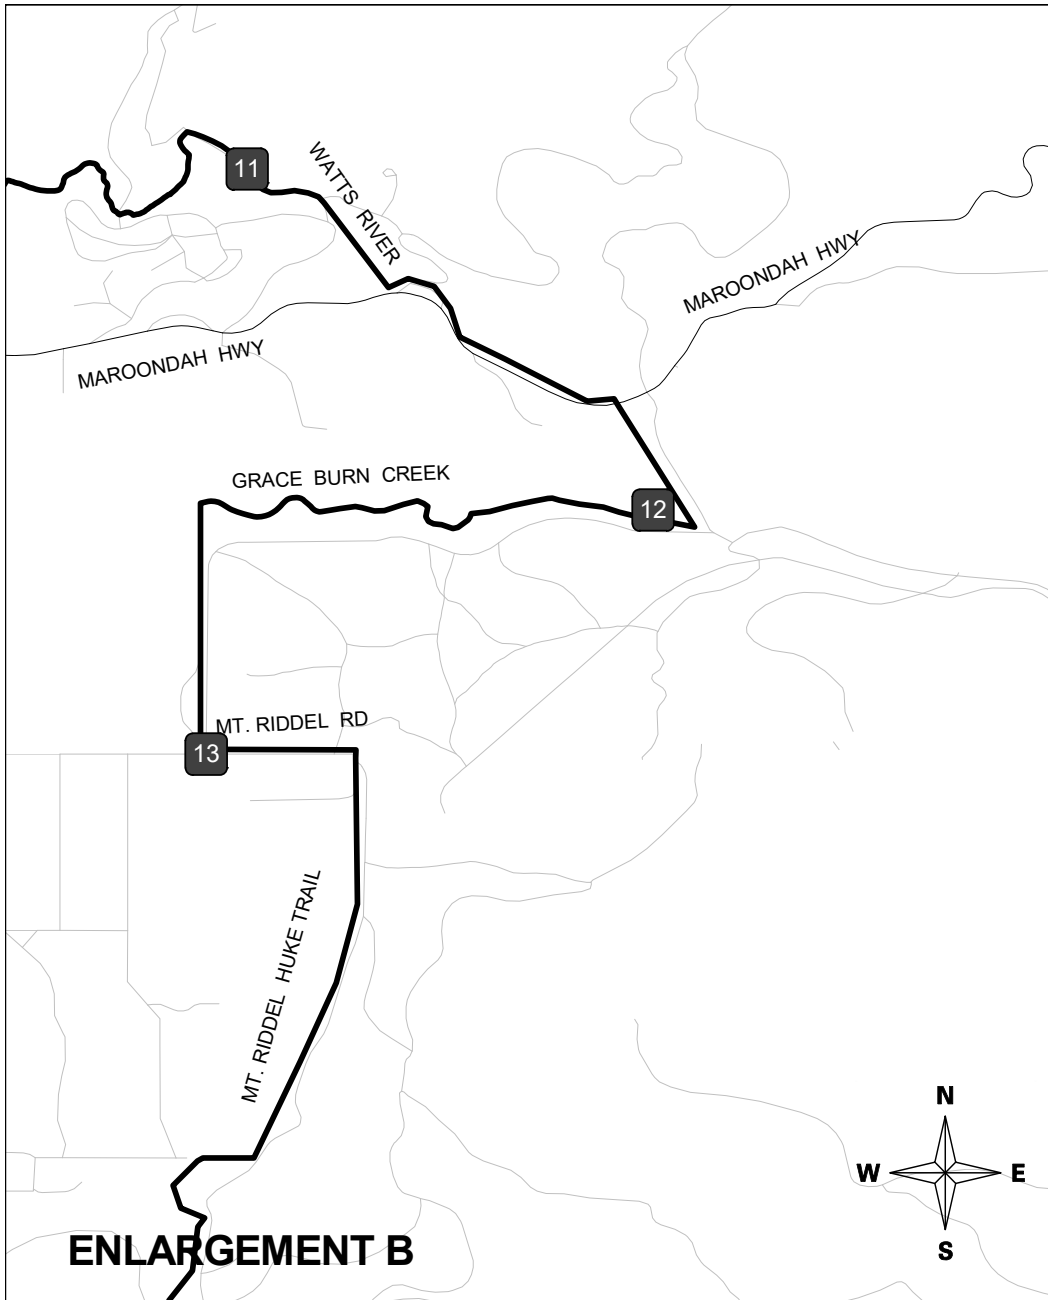 11
WATTS RIVER
MAROONDAH HWY
MAROONDAH HWY
GRACE BURN CREEK
12
MT. RIDDEL RD
13
MT. RIDDEL HUKE TRAIL
N
W
E
S
ENLARGEMENT B